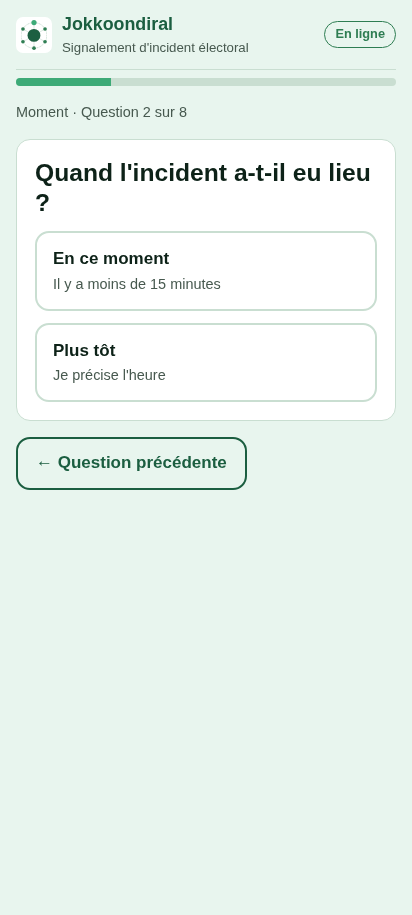 Jokkoondiral
Signalement d'incident électoral
En ligne
Moment · Question 2 sur 8
Quand l'incident a-t-il eu lieu
?
En ce moment
Il y a moins de 15 minutes
Plus tôt
Je précise l'heure
← Question précédente